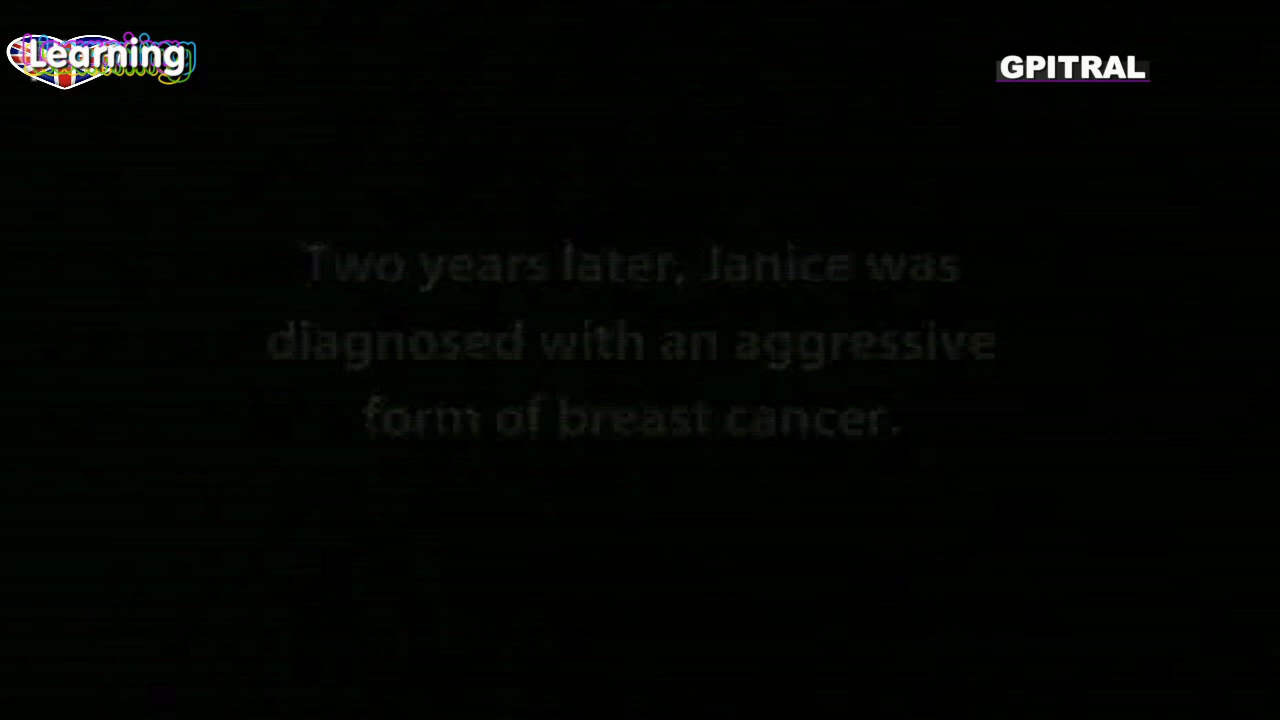 Learning
GPITRAL
Two years later, Janice was
diagnosed with an aggressive
form of breast cancer.